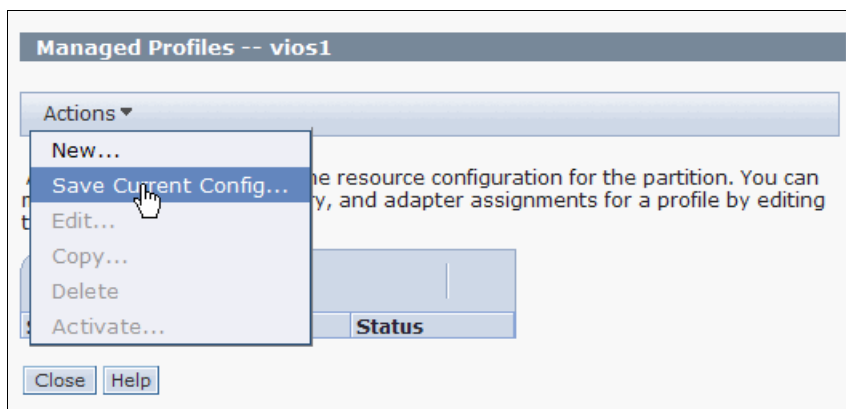 Managed Profiles -- vios1
Actions
New...
Save Current Config...
he resource configuration for the partition. You can
Edit...
ry, and adapter assignments for a profile by editing
Copy...
Delete
Activate...
Status
Close Help